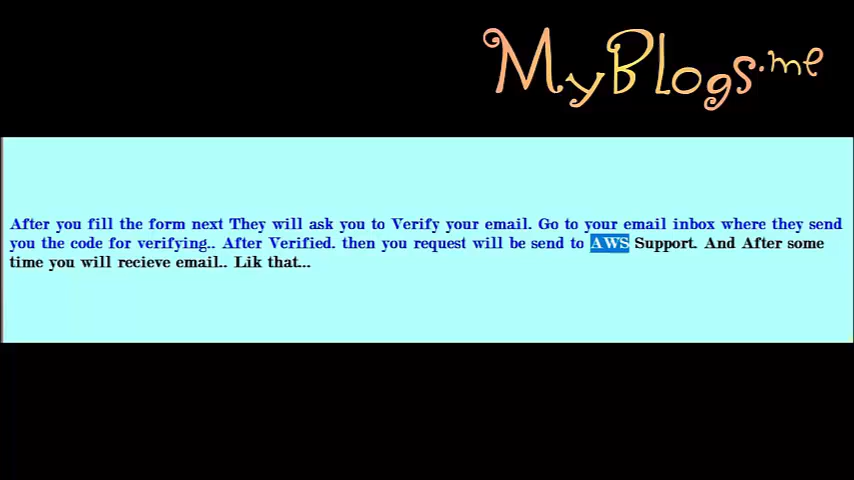 MyBlogs.me
After you fill the form next They will ask you to Verify your email. Go to your email inbox where they send
you the code for verifying.. After Verified. then you request will be send to AWS Support. And After some
time you will recieve email.. Lik that...